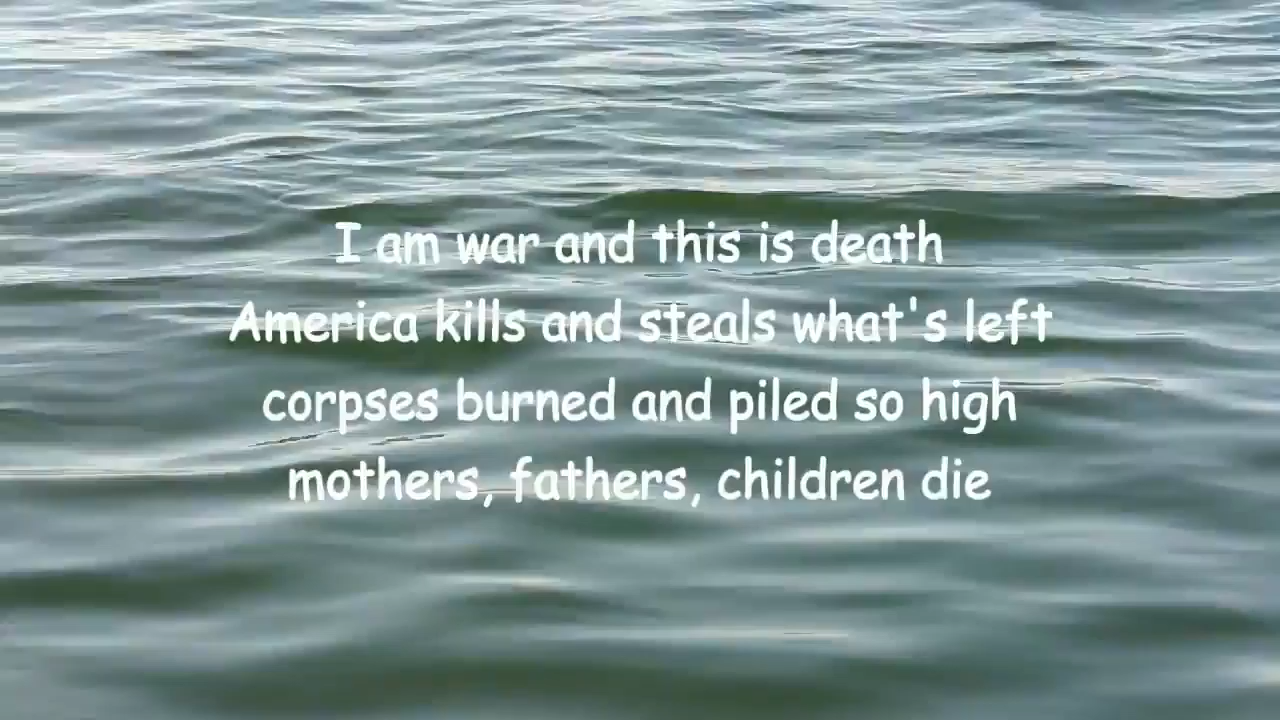 I am war and this is death
America kills and steals what's left
corpses burned and piled so high
mothers, fathers, children die